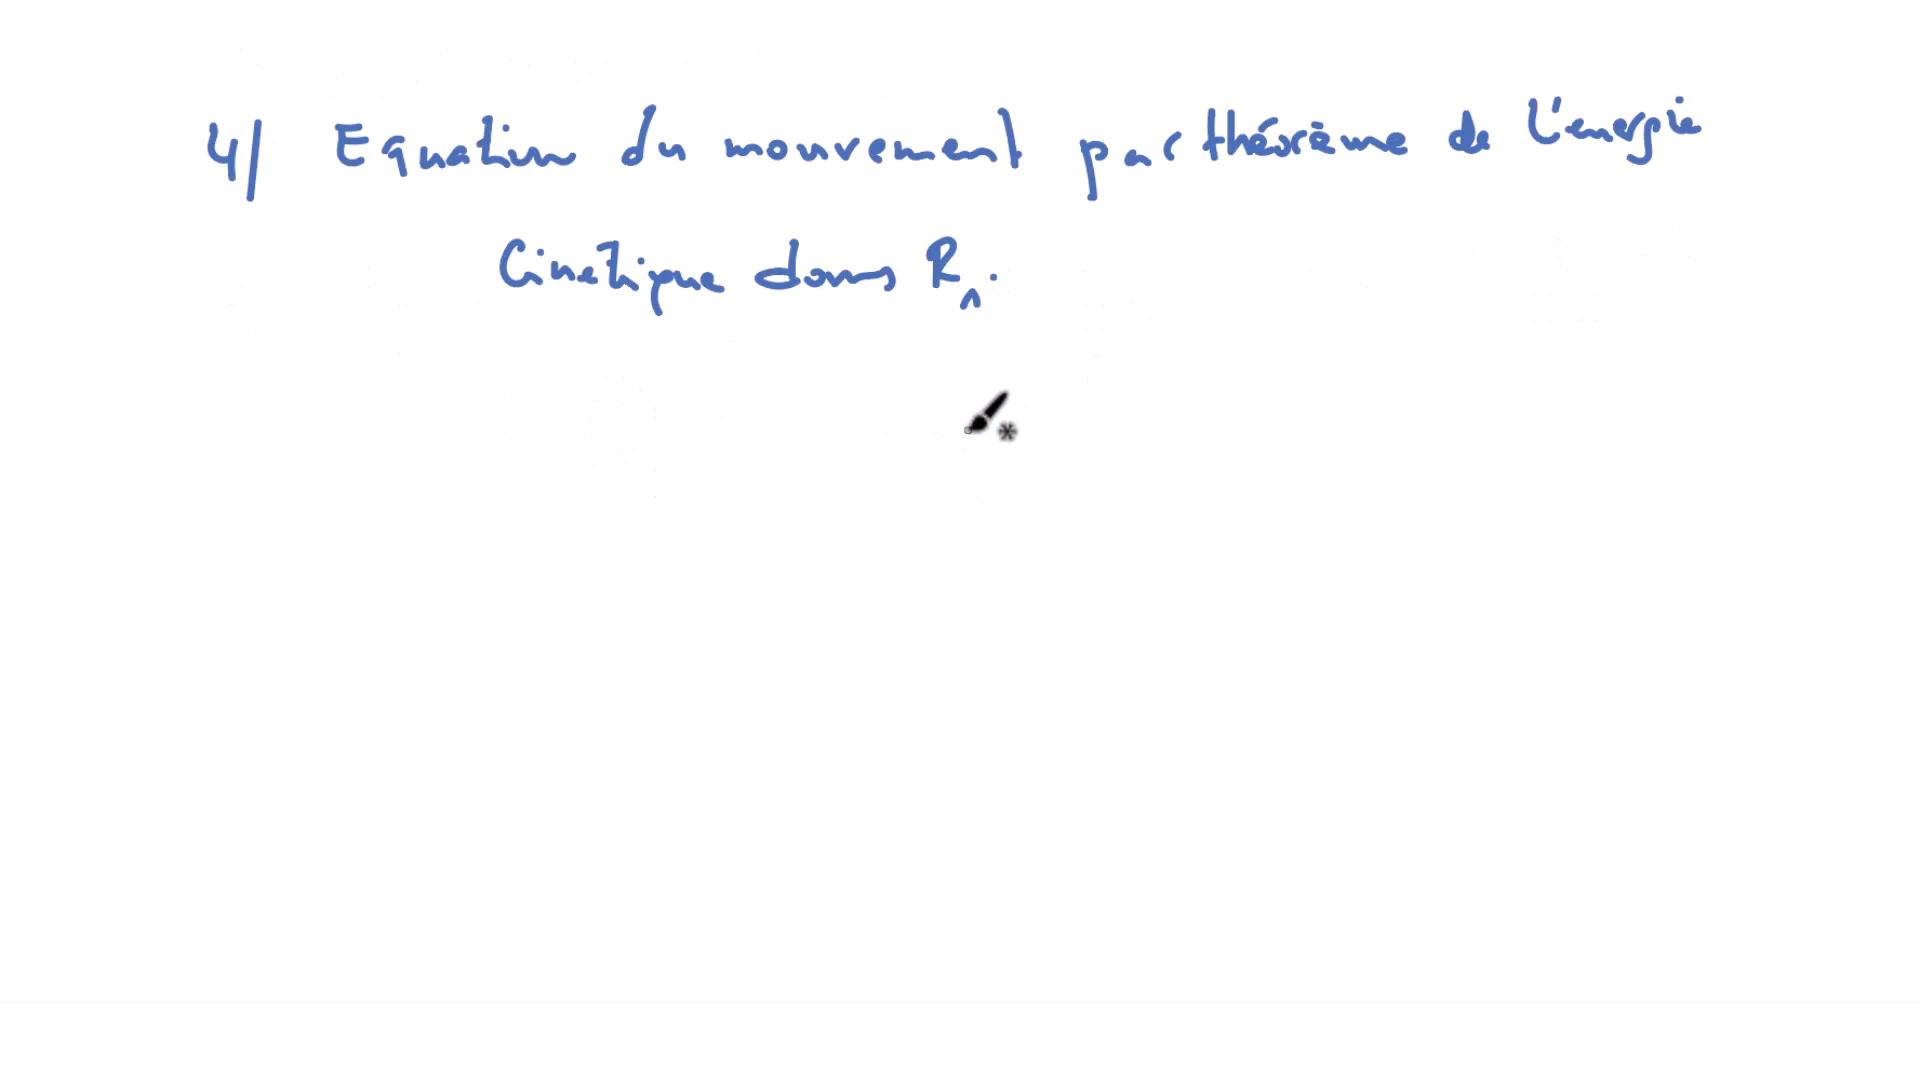 4/ Equation du mouvement par théorème de l'energie
Cinetique dans R₁.